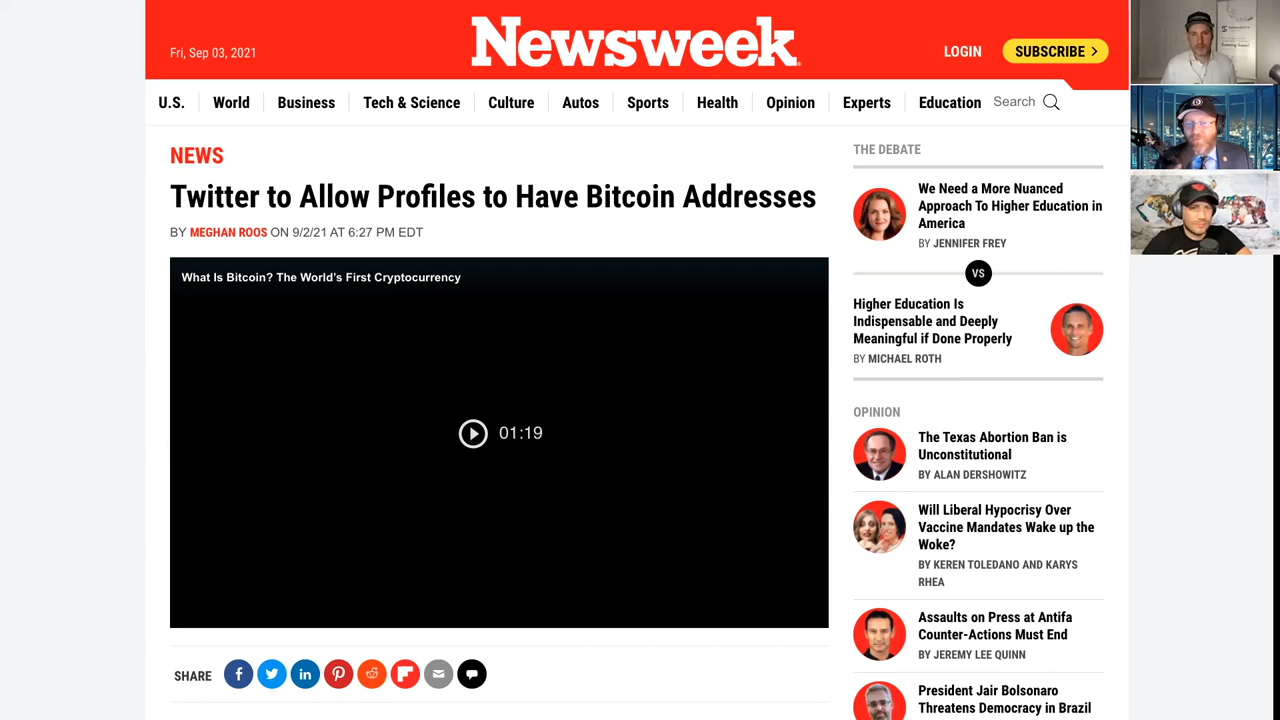 Newsweek
Fri, Sep 03, 2021
LOGIN
SUBSCRIBE
U.S.
World
Business
Tech & Science
Culture
Autos
Sports
Health
Opinion
Experts
Education
Search
NEWS
Twitter to Allow Profiles to Have Bitcoin Addresses
BY MEGHAN ROOS ON 9/2/21 AT 6:27 PM EDT
What Is Bitcoin? The World's First Cryptocurrency
01:19
SHARE
THE DEBATE
We Need a More Nuanced
Approach To Higher Education in
America
BY JENNIFER FREY
VS
Higher Education Is
Indispensable and Deeply
Meaningful if Done Properly
BY MICHAEL ROTH
OPINION
The Texas Abortion Ban is
Unconstitutional
BY ALAN DERSHOWITZ
Will Liberal Hypocrisy Over
Vaccine Mandates Wake up the
Woke?
BY KEREN TOLEDANO AND KARYS
RHEA
Assaults on Press at Antifa
Counter-Actions Must End
BY JEREMY LEE QUINN
President Jair Bolsonaro
Threatens Democracy in Brazil